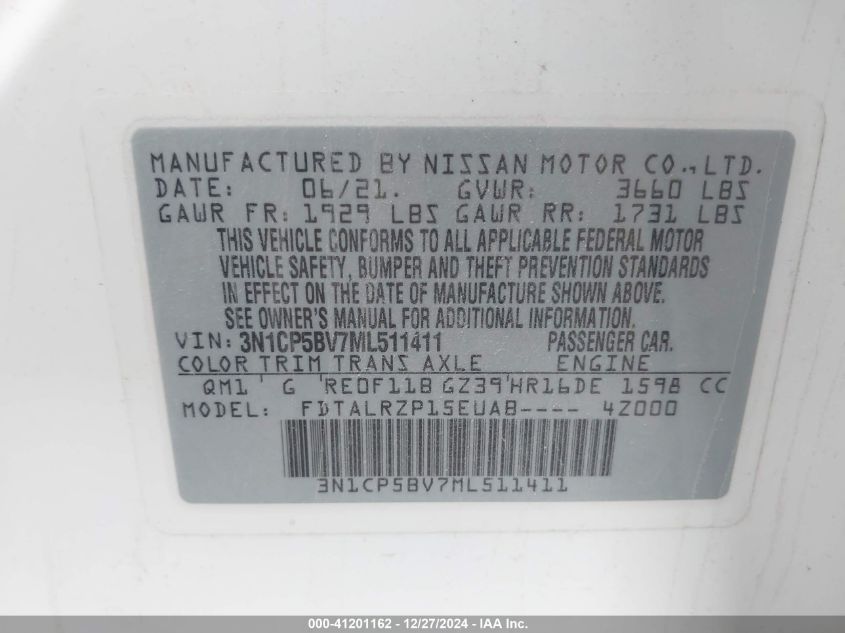 MANUFACTURED BY NISSAN MOTOR CO., LTD.
DATE: 06/21. GVWR: 3660 LBS
GAWR FR: 1929 LBS GAWR RR: 1731 LBS
THIS VEHICLE CONFORMS TO ALL APPLICABLE FEDERAL MOTOR
VEHICLE SAFETY, BUMPER AND THEFT PREVENTION STANDARDS
IN EFFECT ON THE DATE OF MANUFACTURE SHOWN ABOVE.
SEE OWNER'S MANUAL FOR ADDITIONAL INFORMATION.
VIN: 3N1CP5BV7ML511411 PASSENGER CAR.
COLOR TRIM TRANS AXLE ENGINE
QM1 ' G 'RE0F11B GZ39'HR16DE 1598 CC
MODEL: FDTALRZP15EUAB---- 4Z000
3N1CP5BV7ML511411
000-41201162 - 12/27/2024 - IAA Inc.